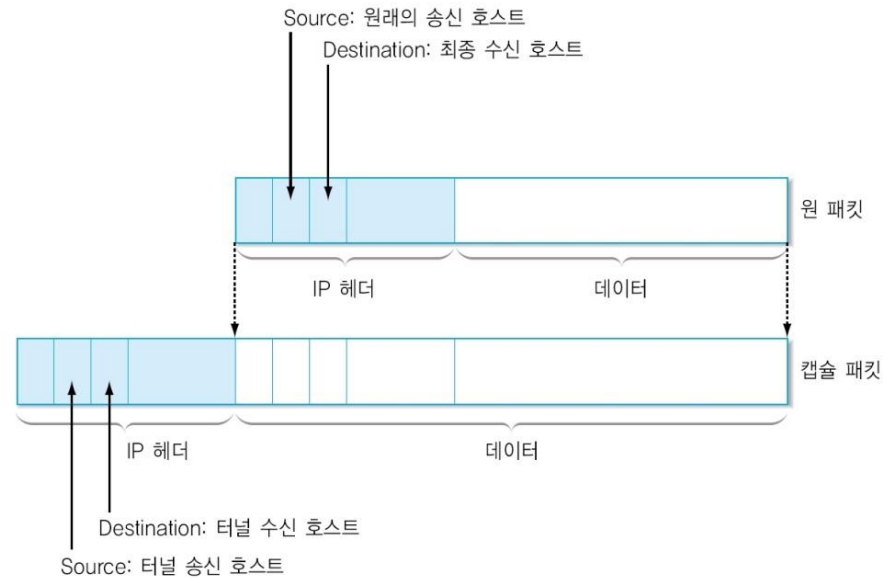 Source: 원래의 송신 호스트
Destination: 최종 수신 호스트
원 패킷
IP 헤더
데이터
캡슐 패킷
IP 헤더
데이터
Destination: 터널 수신 호스트
Source: 터널 송신 호스트